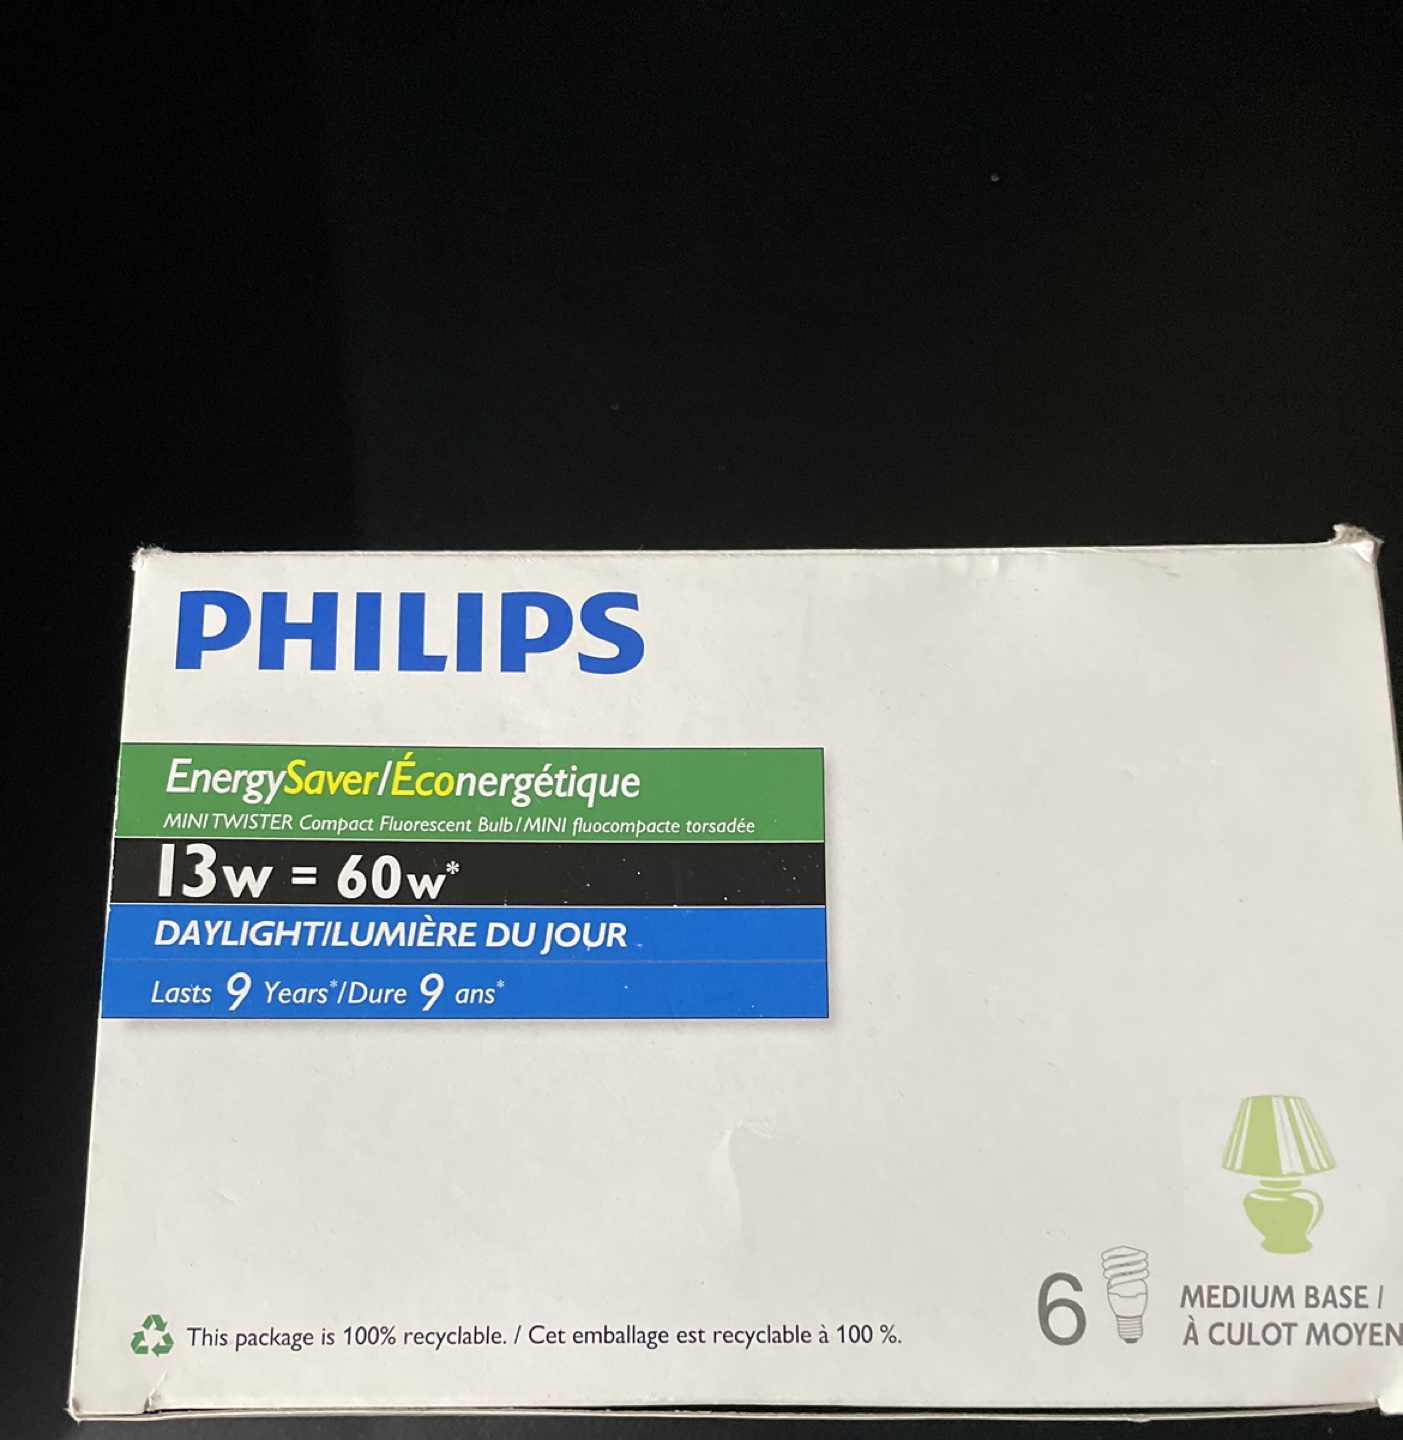 PHILIPS
EnergySaver/Éconergétique
MINI TWISTER Compact Fluorescent Bulb/MINI fluocompacte torsadée
13w = 60w*
DAYLIGHT/LUMIÈRE DU JOUR
Lasts 9 Years*/Dure 9 ans*
6
MEDIUM BASE /
À CULOT MOYEN
This package is 100% recyclable. / Cet emballage est recyclable à 100 %.